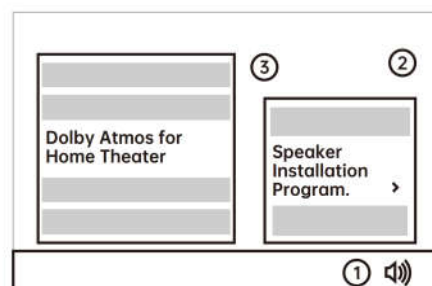 ③
②
Dolby Atmos for
Home Theater
Speaker
Installation
Program. >
①